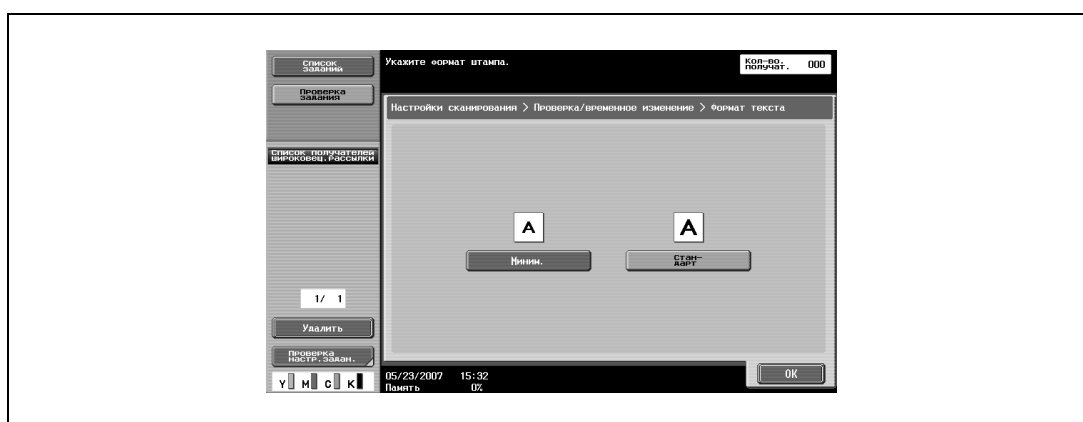 Список
заданий
Проверка
задания
Список получателей
широковещ.рассылки
1/ 1
Удалить
Проверка
настр.задан.
Y M C K
Укажите формат штампа.
Кол-во.
получат. 000
Настройки сканирования > Проверка/временное изменение > Формат текста
A A
Миним.
Стан-
дарт
05/23/2007 15:32
Память 0%
OK